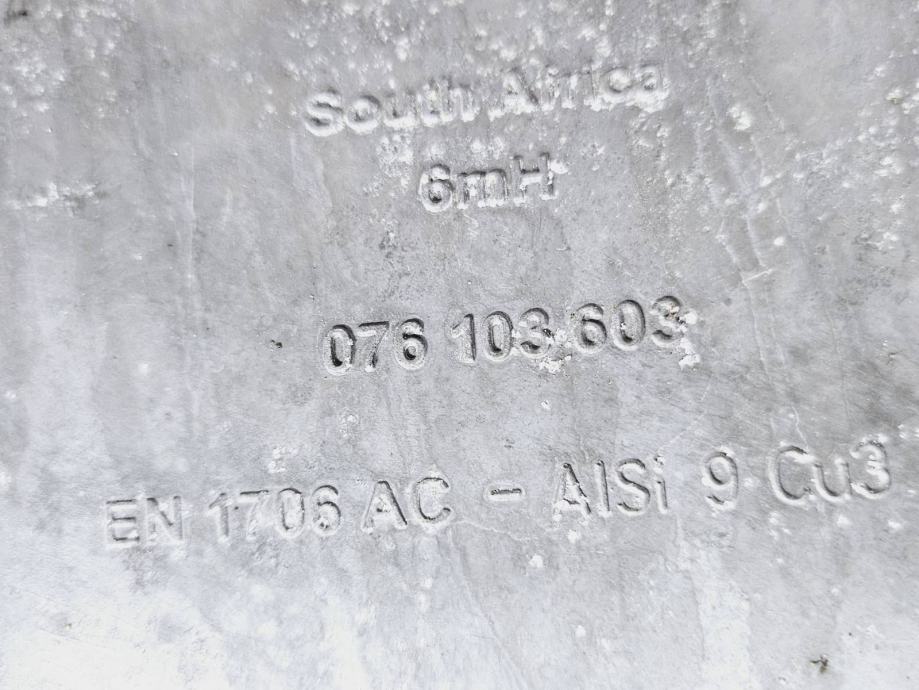 South Africa
6mH
076 103 603
EN 1706 AC - AlSi 9 Cu3